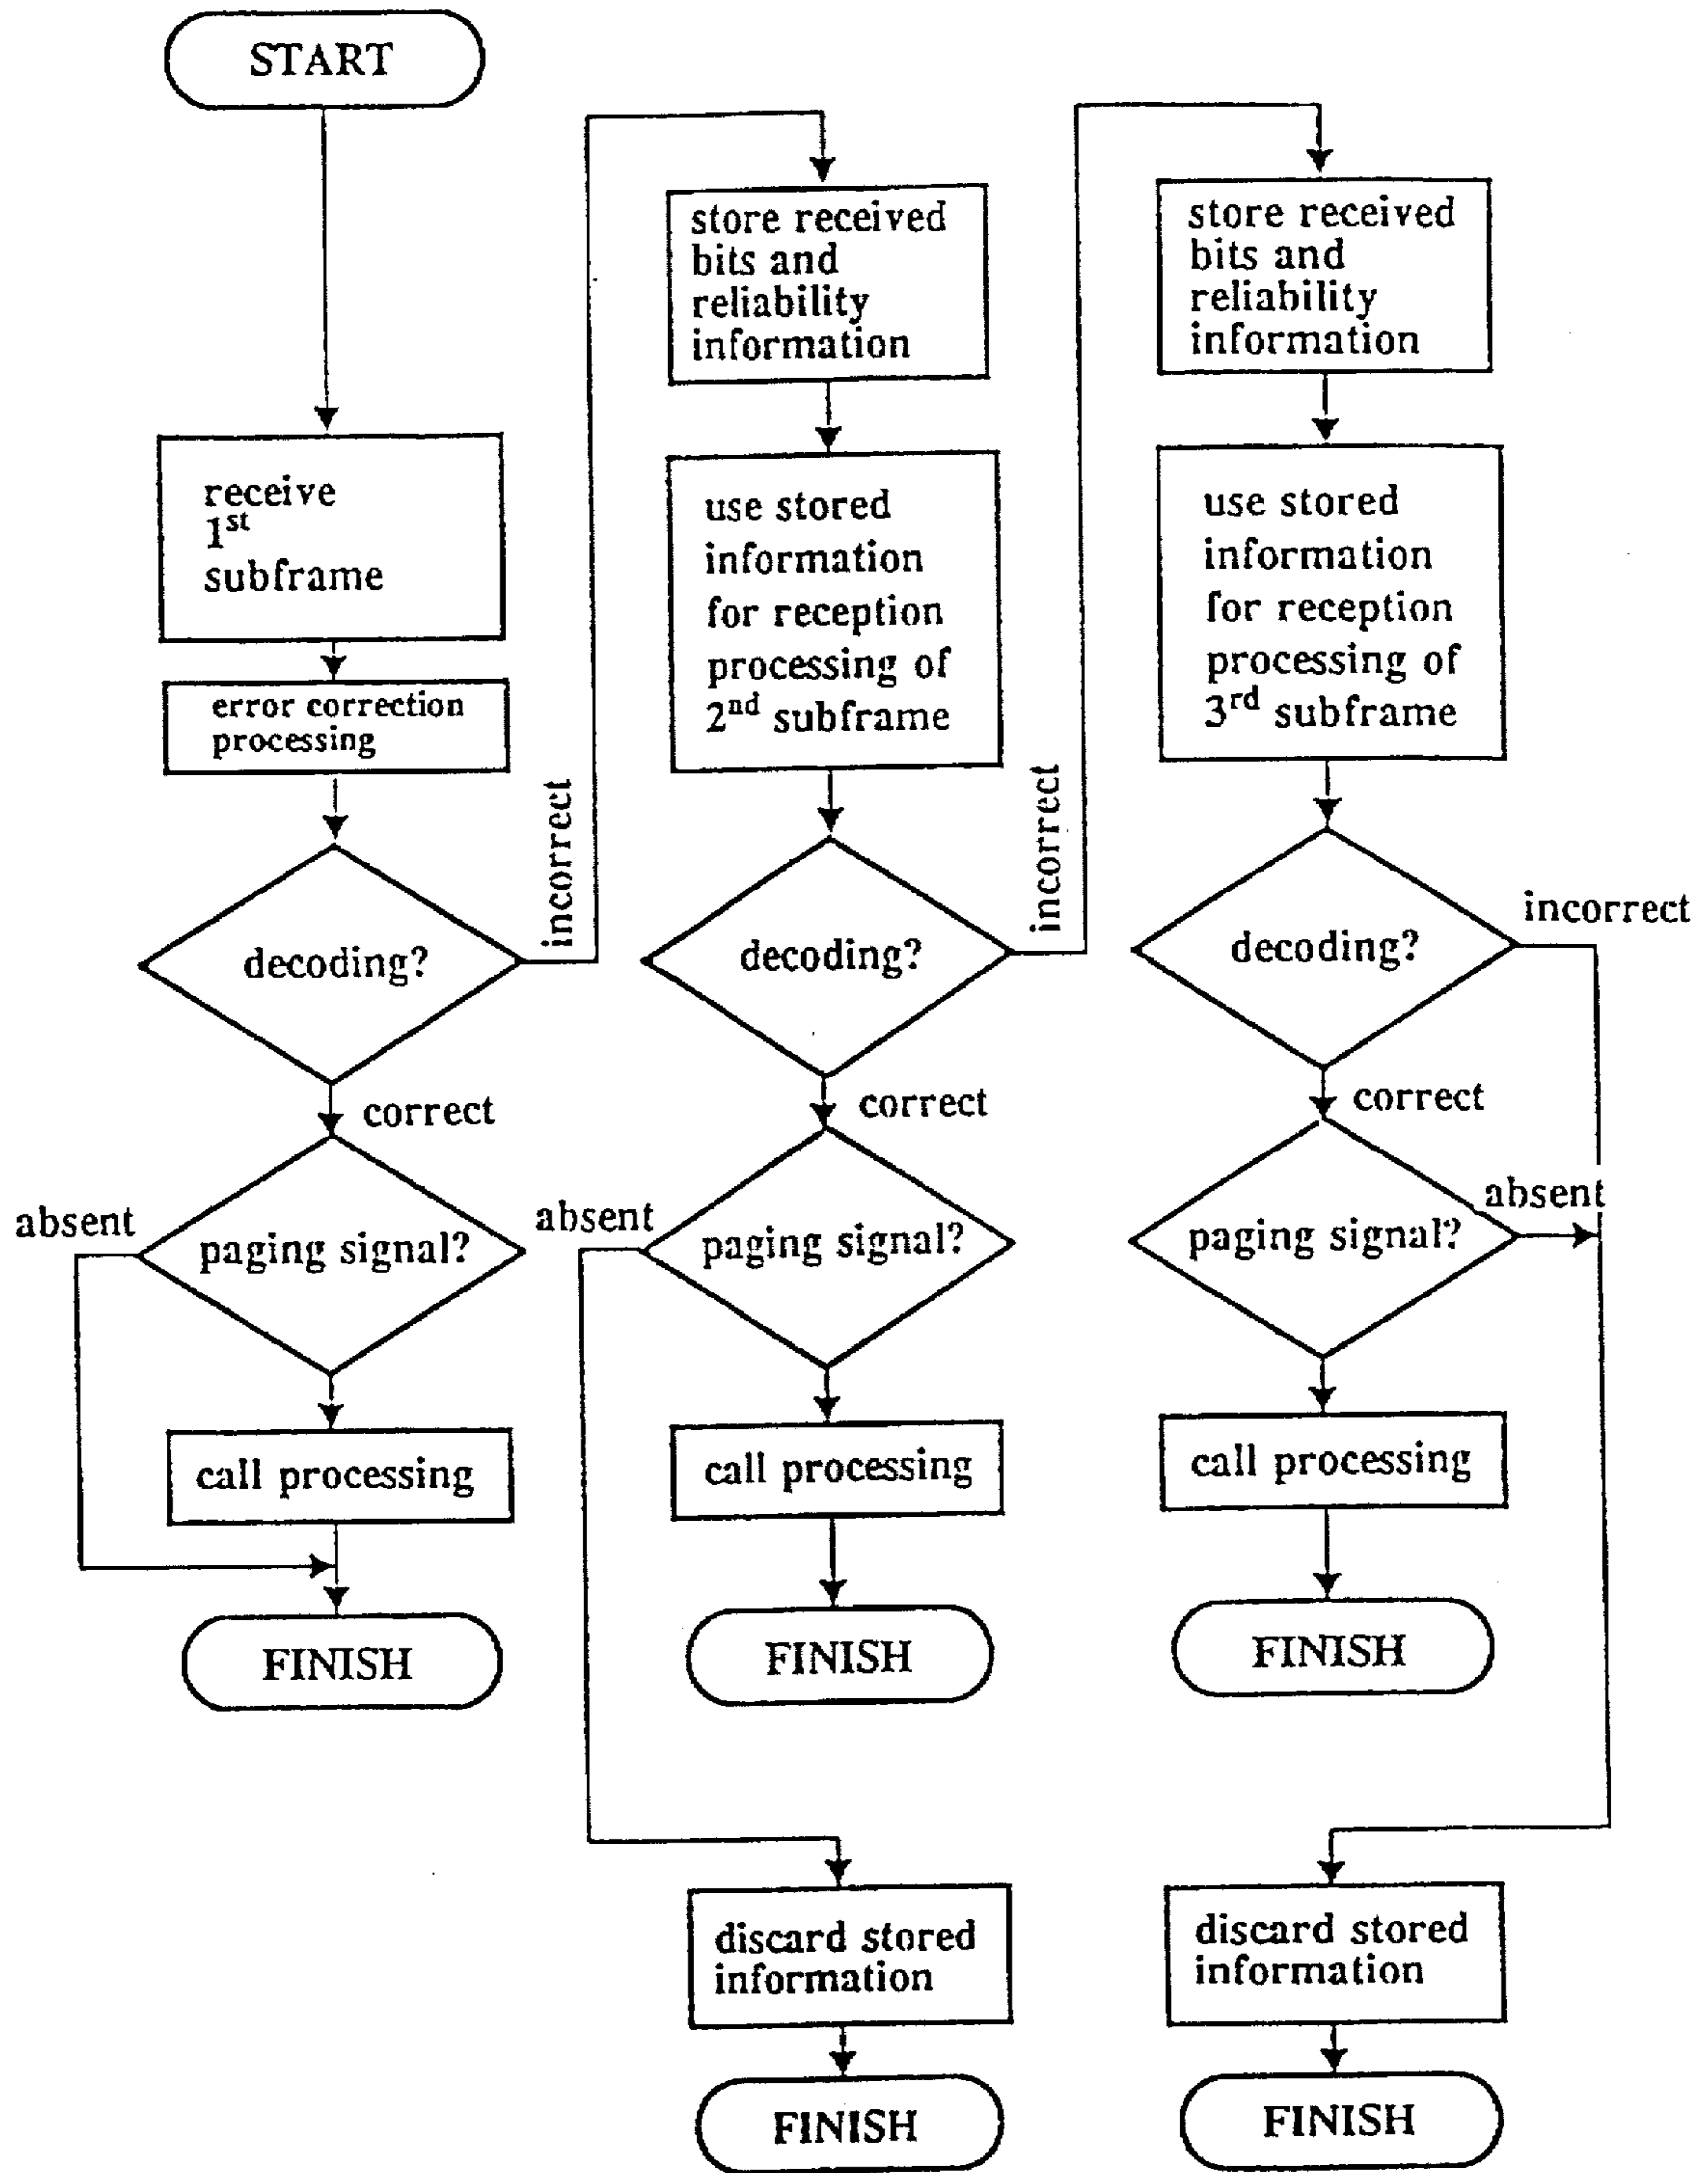 START
receive
1st
subframe
error correction
processing
decoding?
incorrect
correct
paging signal?
absent
call processing
FINISH
store received
bits and
reliability
information
use stored
information
for reception
processing of
2nd subframe
decoding?
incorrect
correct
paging signal?
absent
call processing
FINISH
discard stored
information
FINISH
store received
bits and
reliability
information
use stored
information
for reception
processing of
3rd subframe
decoding?
incorrect
correct
paging signal?
absent
call processing
FINISH
discard stored
information
FINISH